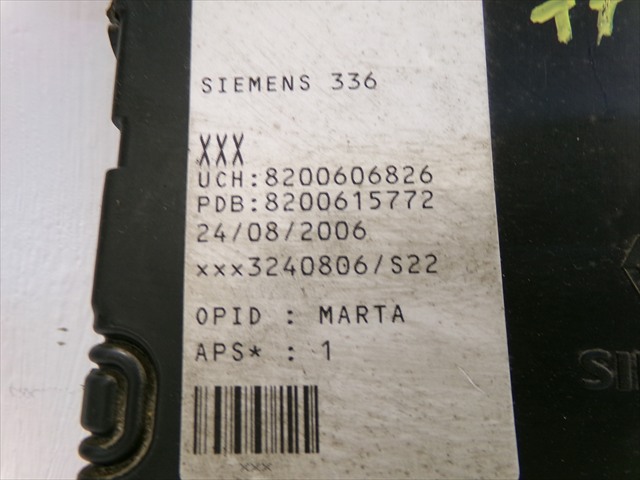 SIEMENS 336
XXX
UCH:8200606826
PDB:8200615772
24/08/2006
xxx3240806/S22
OPID : MARTA
APS* : 1
xxx